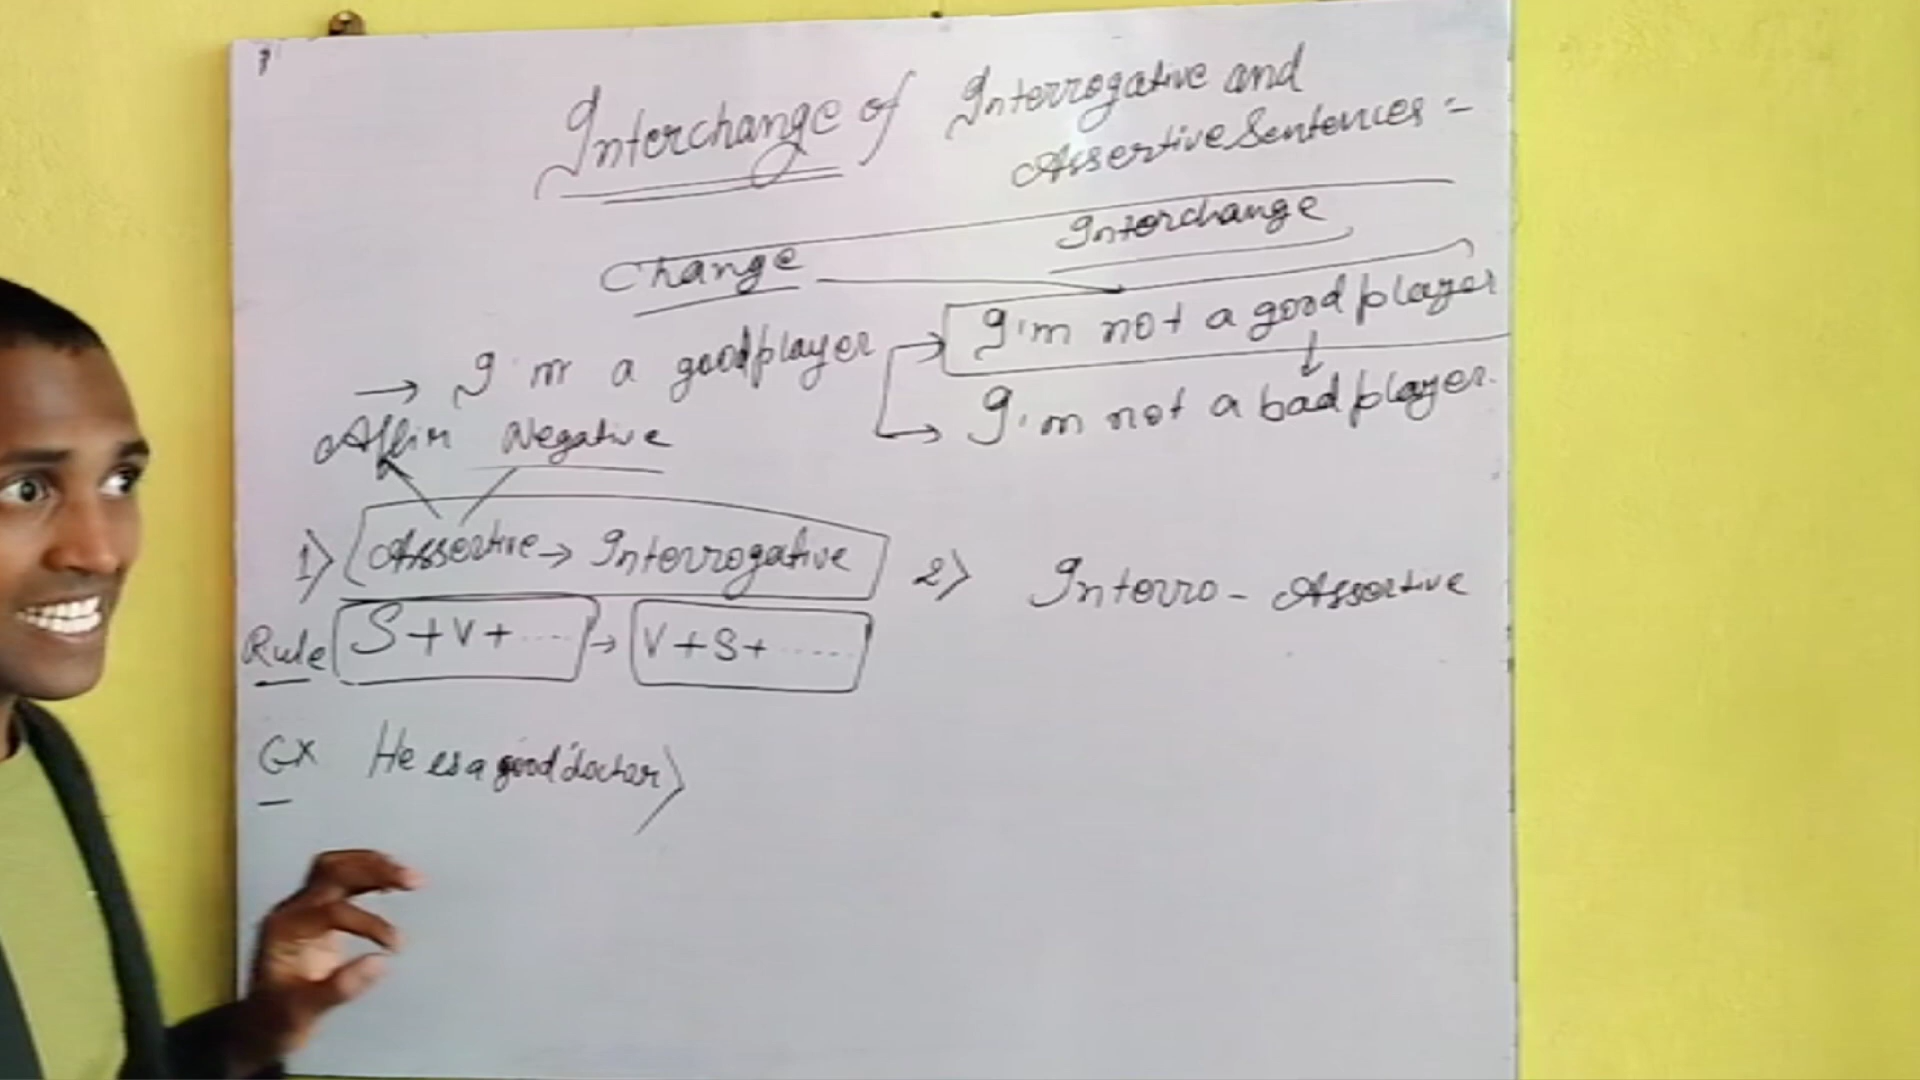 Interchange of Interrogative and
Assertive Sentences =
Change
Interchange
→ I'm a good player
→ I'm not a good player
→ I'm not a bad player.
Affir Negative
1) Assertive → Interrogative
2) Interro - Assertive
Rule S+V+...... → V+S+......
Ex He is a good doctor